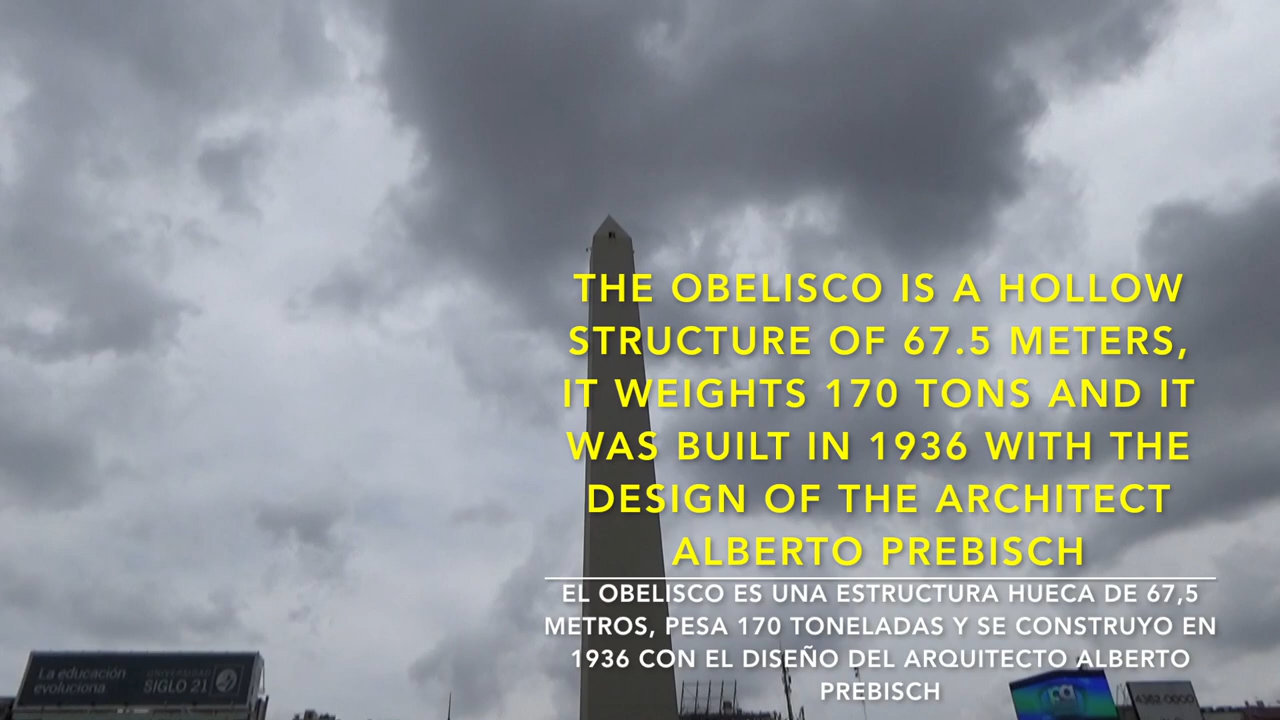 THE OBELISCO IS A HOLLOW
STRUCTURE OF 67.5 METERS,
IT WEIGHTS 170 TONS AND IT
WAS BUILT IN 1936 WITH THE
DESIGN OF THE ARCHITECT
ALBERTO PREBISCH
EL OBELISCO ES UNA ESTRUCTURA HUECA DE 67,5
METROS, PESA 170 TONELADAS Y SE CONSTRUYO EN
1936 CON EL DISEÑO DEL ARQUITECTO ALBERTO
PREBISCH
La educación
evoluciona.
UNIVERSIDAD
SIGLO 21